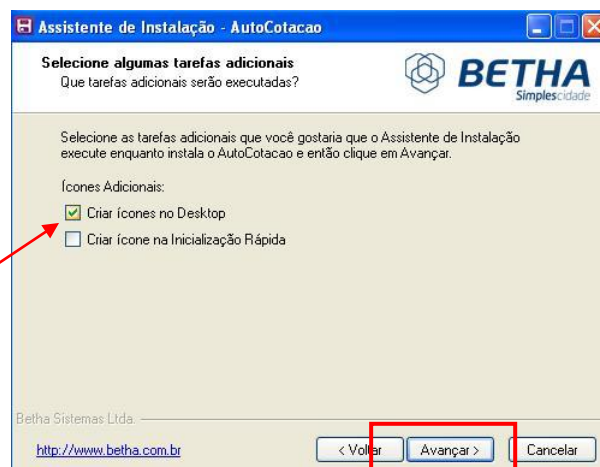 Assistente de Instalação - AutoCotacao
Selecione algumas tarefas adicionais
Que tarefas adicionais serão executadas?
BETHA
Simplescidade
Selecione as tarefas adicionais que você gostaria que o Assistente de Instalação
execute enquanto instala o AutoCotacao e então clique em Avançar.
Ícones Adicionais:
Criar ícones no Desktop
Criar ícone na Inicialização Rápida
Betha Sistemas Ltda.
http://www.betha.com.br
< Voltar
Avançar >
Cancelar